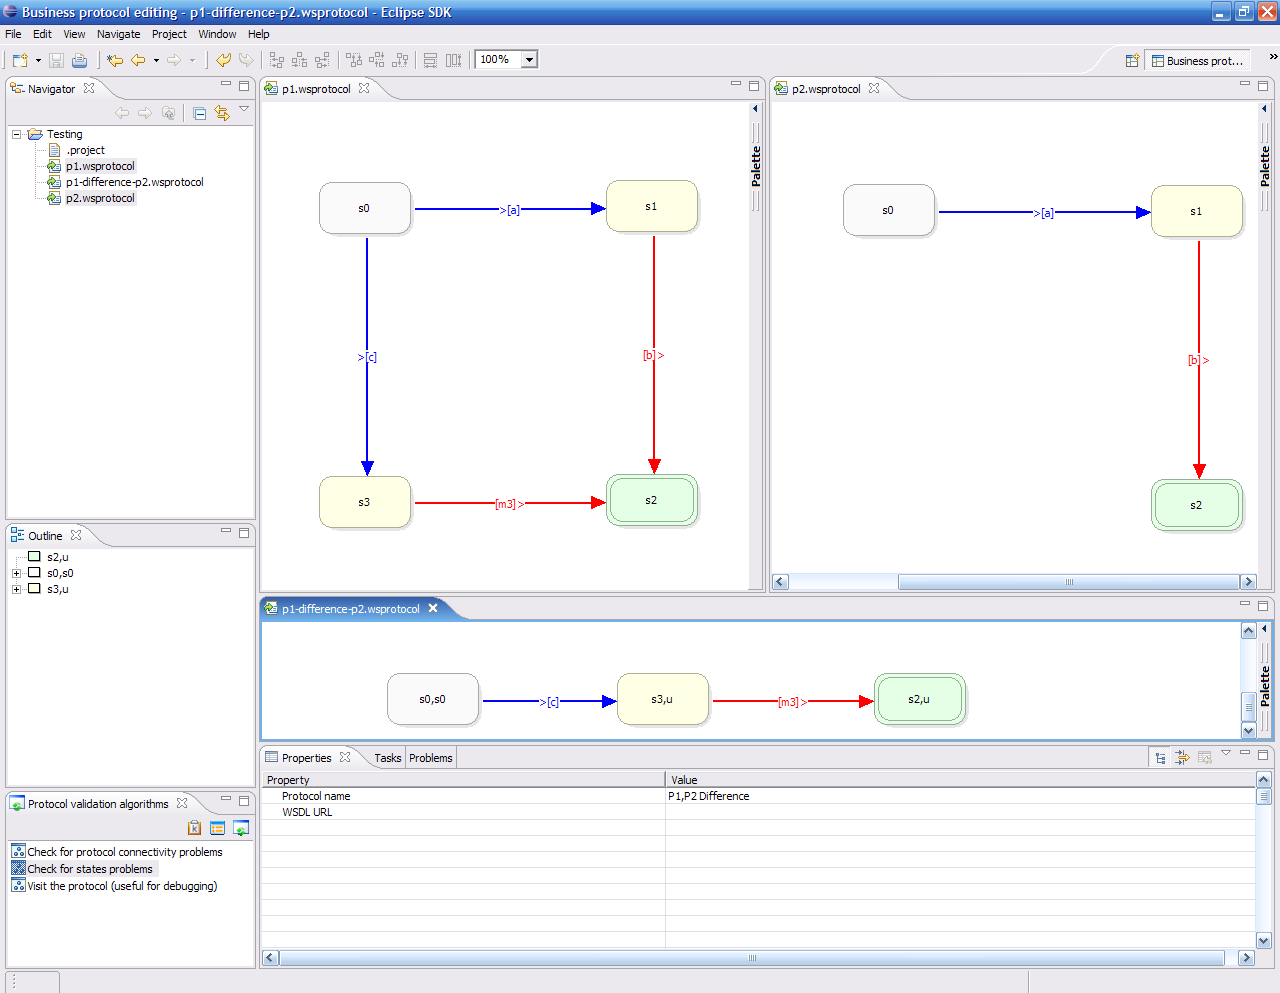 Business protocol editing - p1-difference-p2.wsprotocol - Eclipse SDK
File Edit View Navigate Project Window Help
100%
Business prot...
»
Navigator
Testing
.project
p1.wsprotocol
p1-difference-p2.wsprotocol
p2.wsprotocol
p1.wsprotocol
s0
>[a]
s1
>[c]
[b]>
s3
[m3]>
s2
Palette
p2.wsprotocol
s0
>[a]
s1
[b]>
s2
Palette
Outline
s2,u
s0,s0
s3,u
p1-difference-p2.wsprotocol
s0,s0
>[c]
s3,u
[m3]>
s2,u
Palette
Properties Tasks Problems
Property Value
Protocol name P1,P2 Difference
WSDL URL
Protocol validation algorithms
Check for protocol connectivity problems
Check for states problems
Visit the protocol (useful for debugging)